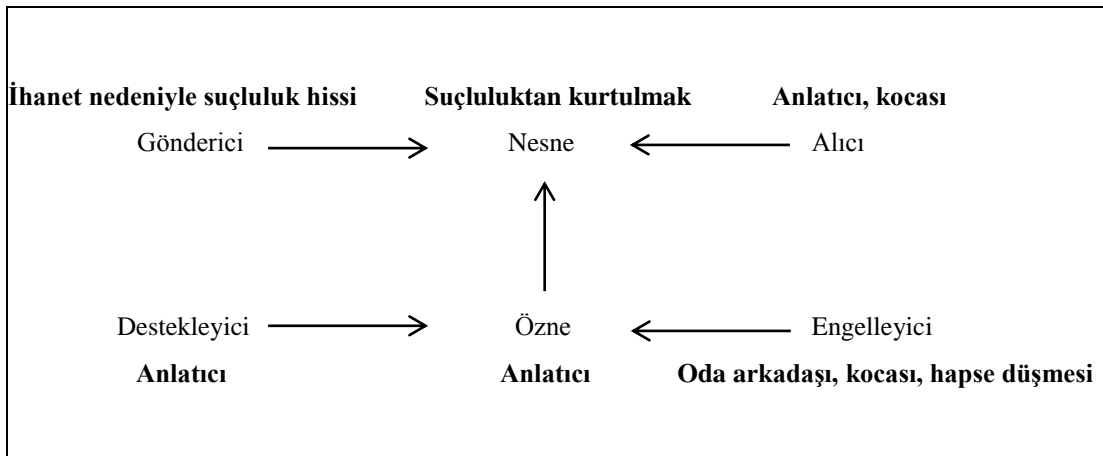 İhanet nedeniyle suçluluk hissi Suçluluktan kurtulmak Anlatıcı, kocası
Gönderici Nesne Alıcı
Destekleyici Özne Engelleyici
Anlatıcı Anlatıcı Oda arkadaşı, kocası, hapse düşmesi